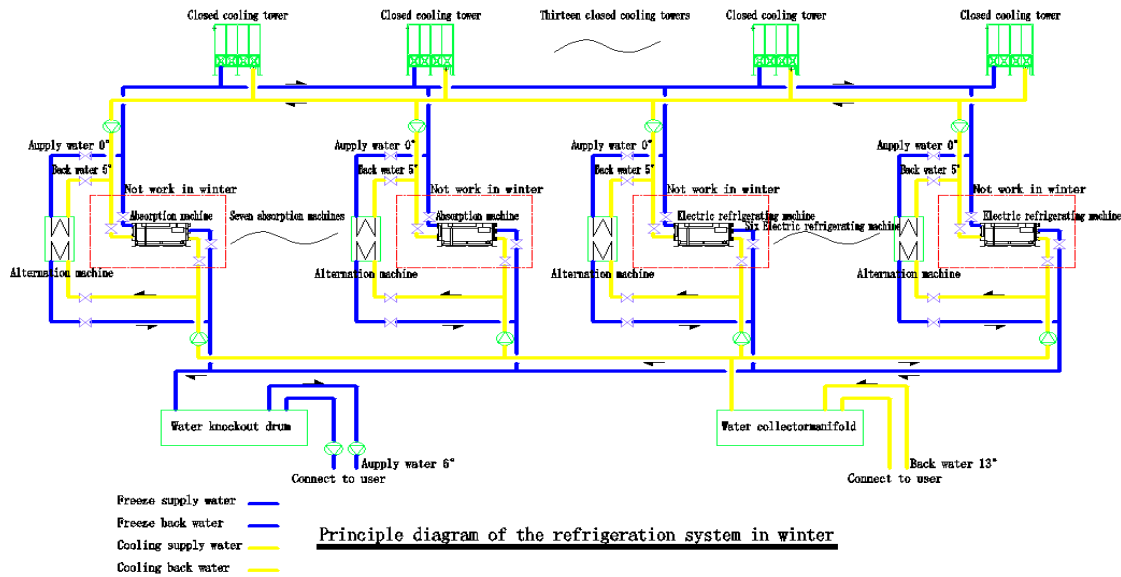 Closed cooling tower
Closed cooling tower
Thirteen closed cooling towers
Closed cooling tower
Closed cooling tower
Aupply water 0°
Aupply water 0°
Aupply water 0°
Aupply water 0°
Back water 5°
Back water 5°
Back water 5°
Back water 5°
Not work in winter
Not work in winter
Not work in winter
Not work in winter
Absorption machine
Seven absorption machines
Absorption machine
Electric refrigerating machine
Six Electric refrigerating machine
Electric refrigerating machine
Alternation machine
Alternation machine
Alternation machine
Alternation machine
Water knockout drum
Water collectormanifold
Aupply water 6°
Back water 13°
Connect to user
Connect to user
Freeze supply water
Freeze back water
Cooling supply water
Cooling back water
Principle diagram of the refrigeration system in winter